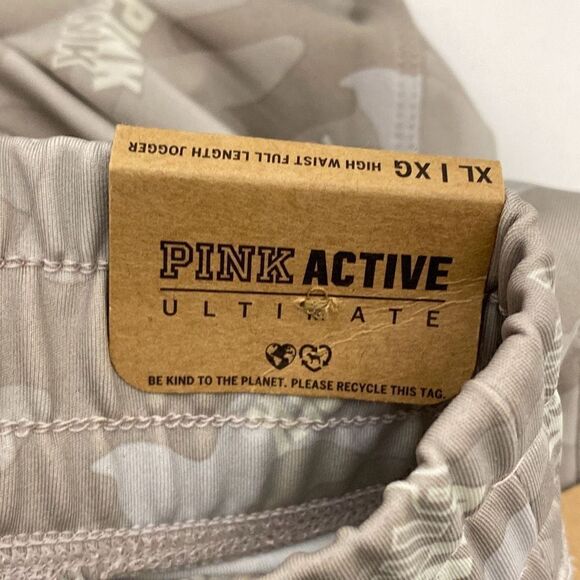 PINK
XL | XG HIGH WAIST FULL LENGTH JOGGER
PINK ACTIVE
ULTIMATE
BE KIND TO THE PLANET. PLEASE RECYCLE THIS TAG.